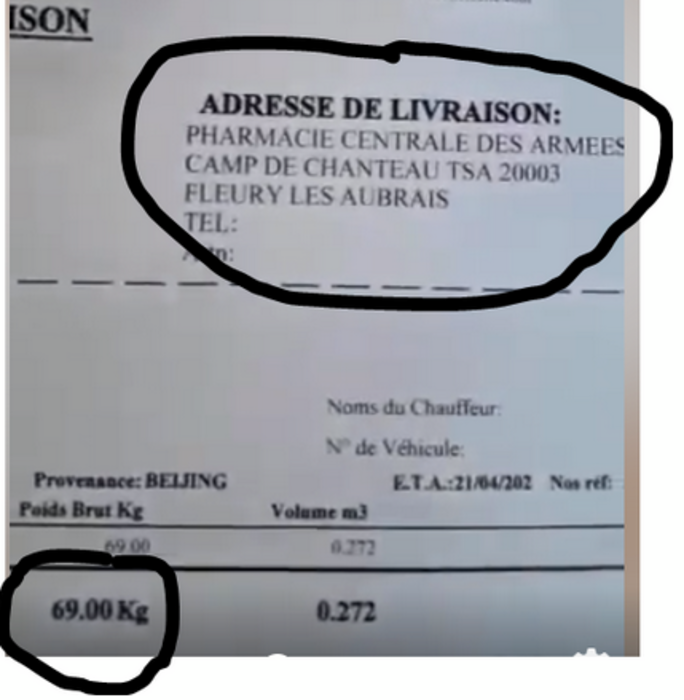 ISON
ADRESSE DE LIVRAISON:
PHARMACIE CENTRALE DES ARMEES
CAMP DE CHANTEAU TSA 20003
FLEURY LES AUBRAIS
TEL:
Noms du Chauffeur:
N° de Véhicule:
Provenance: BEIJING E.T.A.:21/04/202 Nos réf:
Poids Brut Kg Volume m3
69.00 0.272
69.00 Kg 0.272